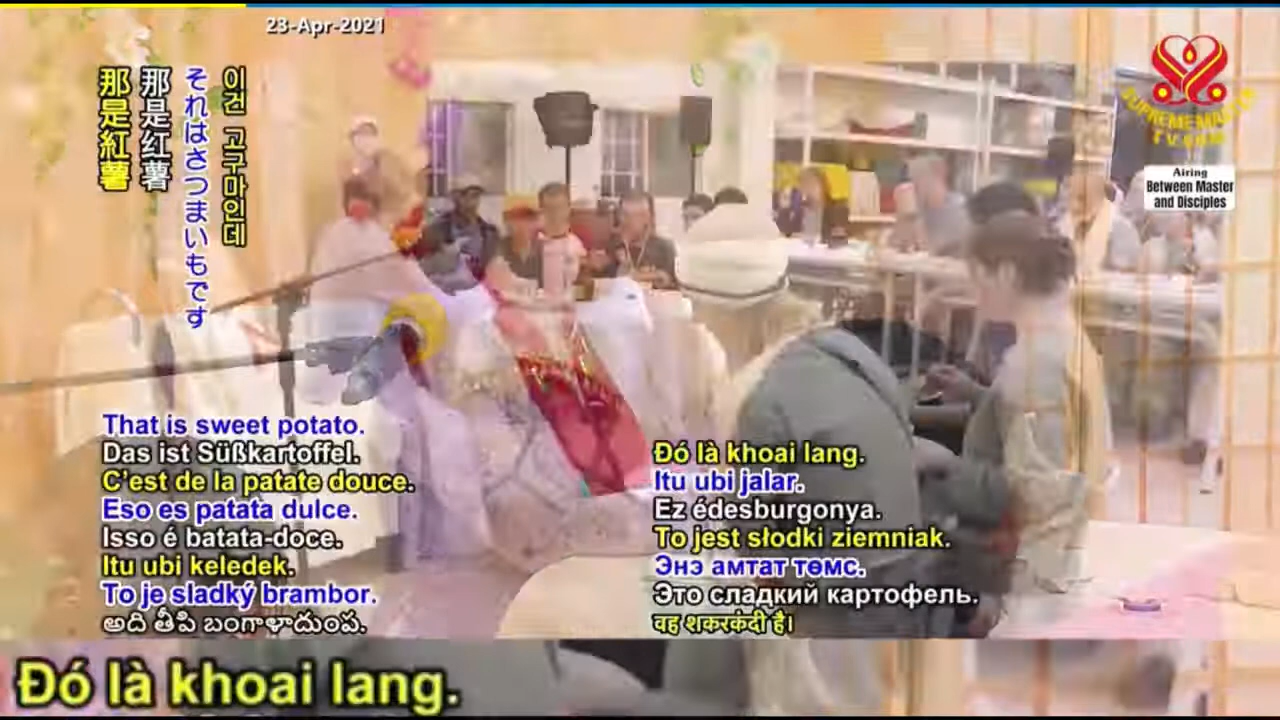 23-Apr-2021
SUPREMEMASTER
TV.COM
Airing
Between Master
and Disciples
이건 고구마인데
それはさつまいもです
那是红薯
那是紅薯
That is sweet potato.
Das ist Süßkartoffel.
C'est de la patate douce.
Eso es patata dulce.
Isso é batata-doce.
Itu ubi keledek.
To je sladký brambor.
అది తీపి బంగాళాదుంప.
Đó là khoai lang.
Itu ubi jalar.
Ez édesburgonya.
To jest słodki ziemniak.
Энэ амтат төмс.
Это сладкий картофель.
वह शकरकंदी है।
Đó là khoai lang.